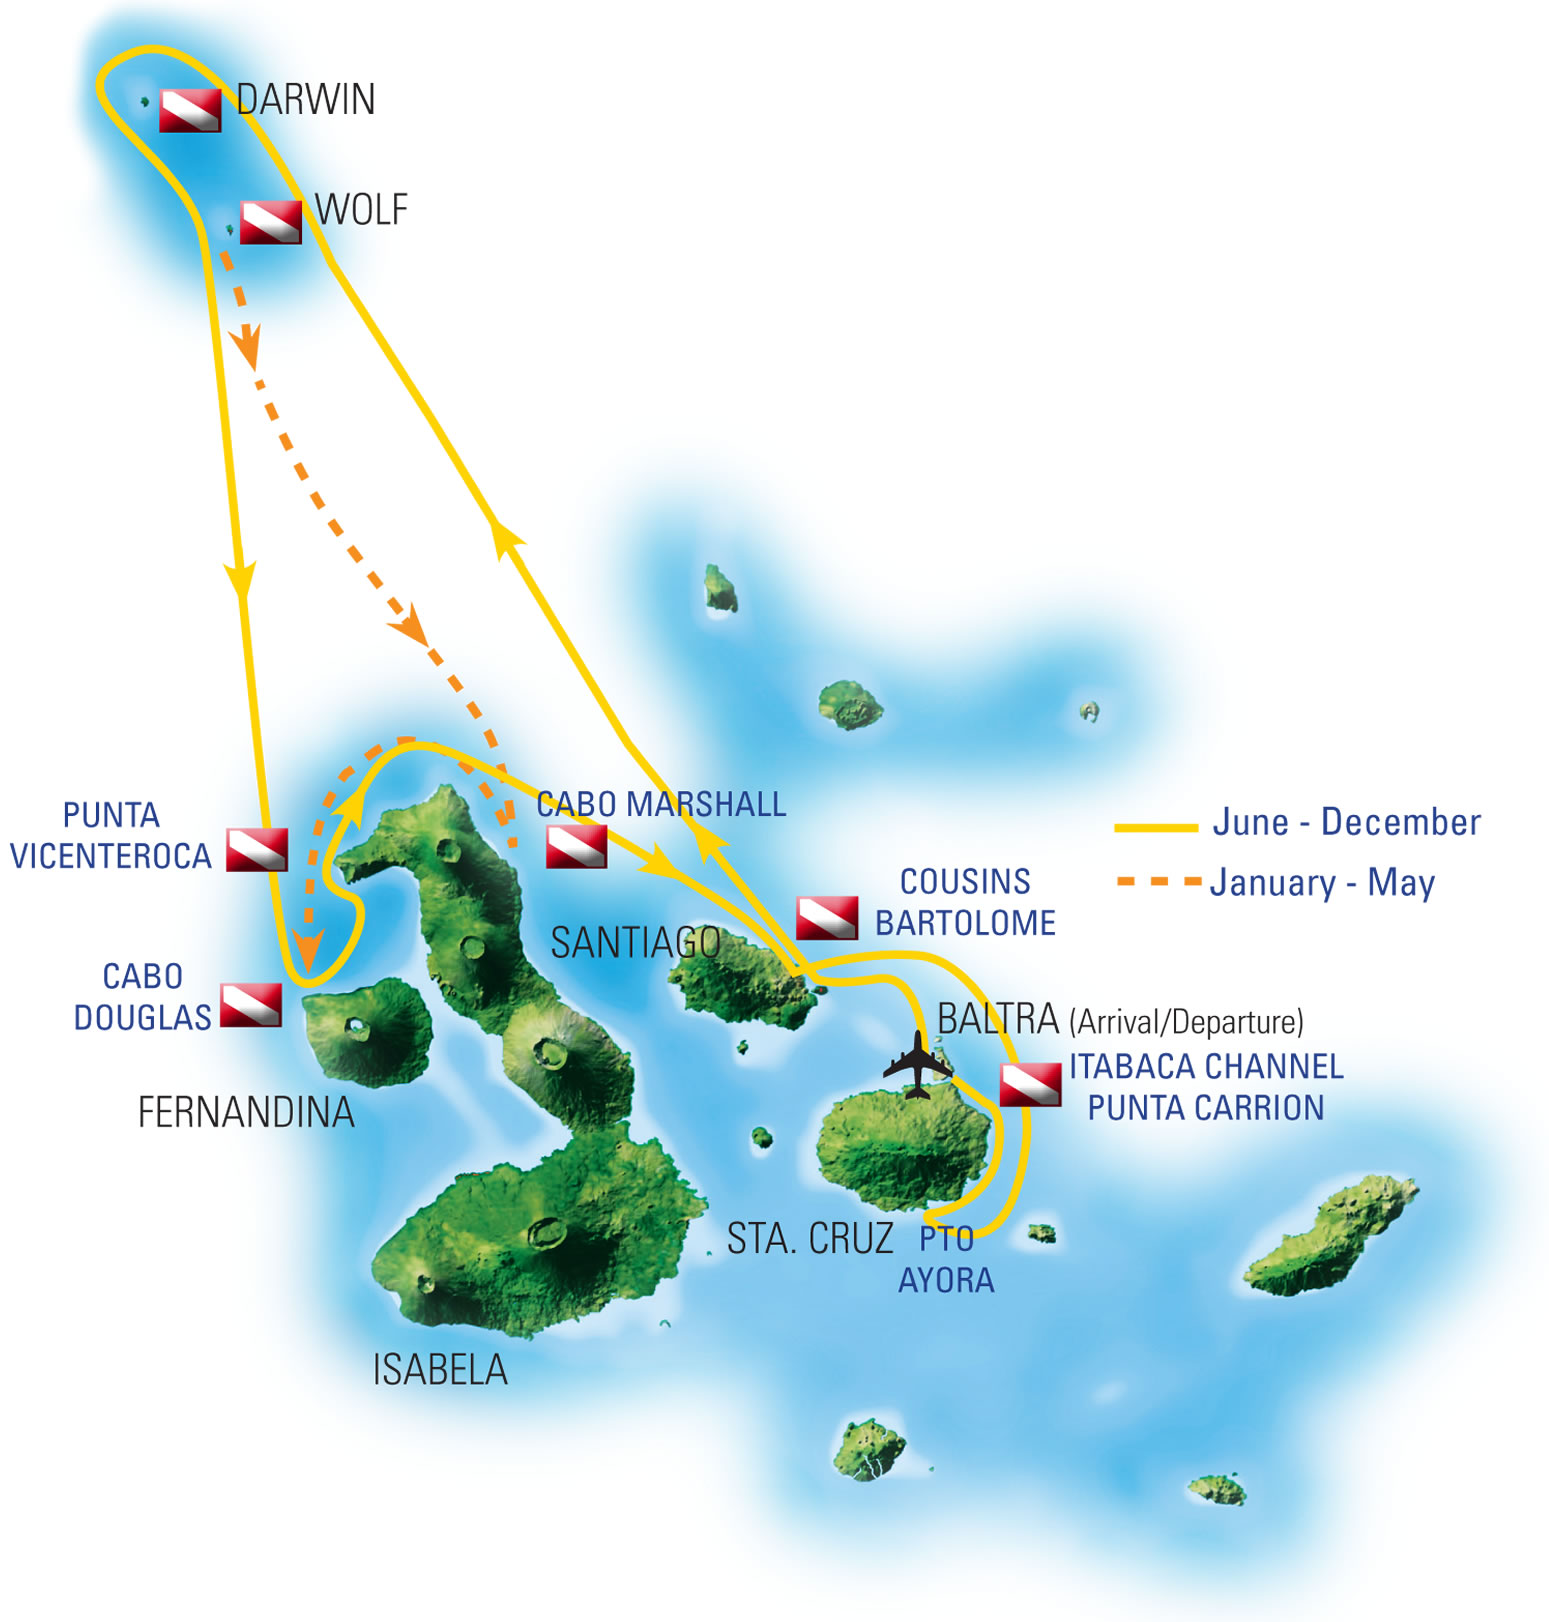 DARWIN
WOLF
PUNTA
VICENTEROCA
CABO MARSHALL
June - December
January - May
COUSINS
BARTOLOME
SANTIAGO
CABO
DOUGLAS
BALTRA (Arrival/Departure)
ITABACA CHANNEL
PUNTA CARRION
FERNANDINA
STA. CRUZ
PTO
AYORA
ISABELA